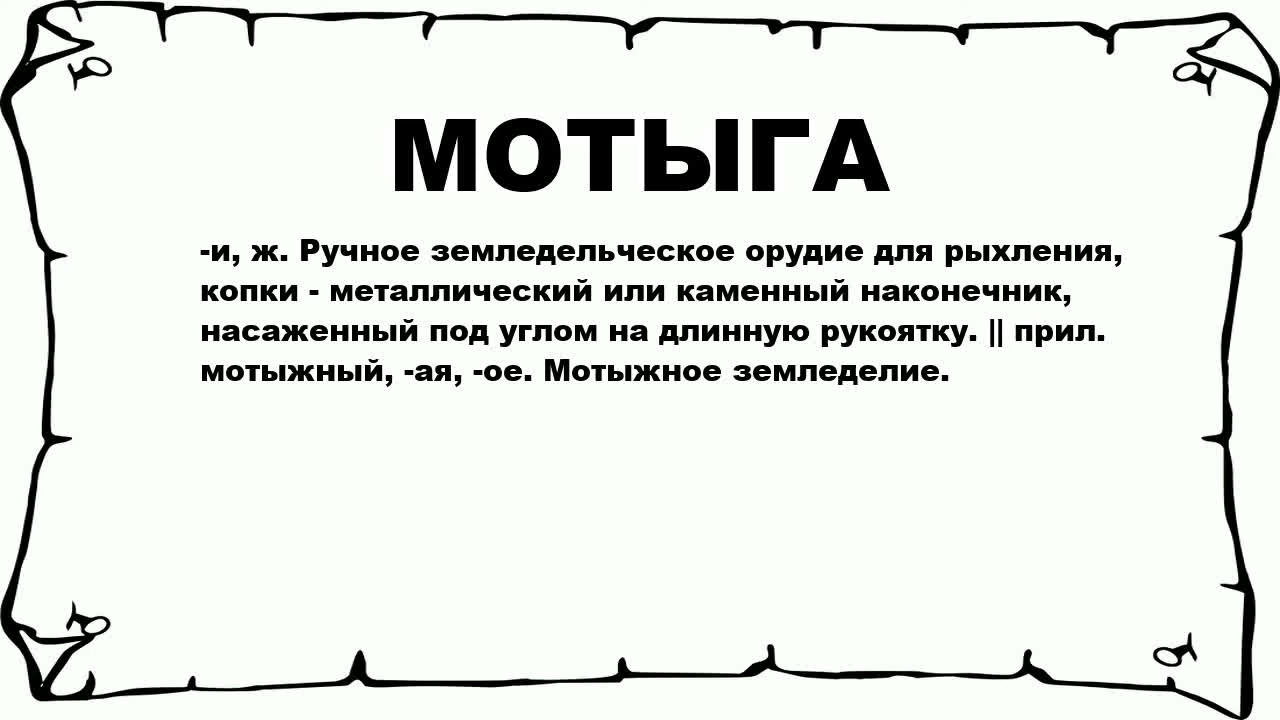 МОТЫГА
-и, ж. Ручное земледельческое орудие для рыхления,
копки - металлический или каменный наконечник,
насаженный под углом на длинную рукоятку. || прил.
мотыжный, -ая, -ое. Мотыжное земледелие.